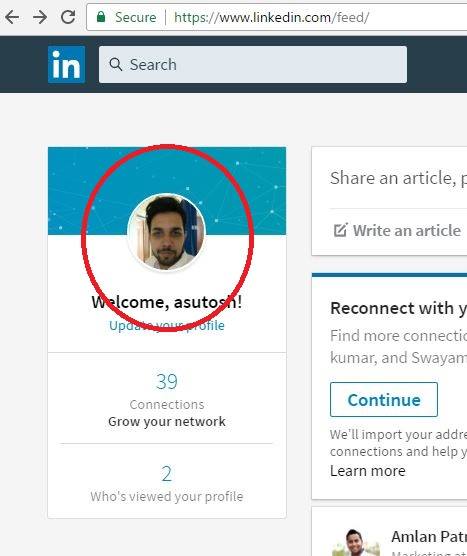 Secure
https://www.linkedin.com/feed/
in
Search
Welcome, asutosh!
Update your profile
39
Connections
Grow your network
2
Who's viewed your profile
Share an article, p
Write an article
Reconnect with y
Find more connectio
kumar, and Swayam
Continue
We'll import your addre
connections and help y
Learn more
Amlan Patr
Marketing at